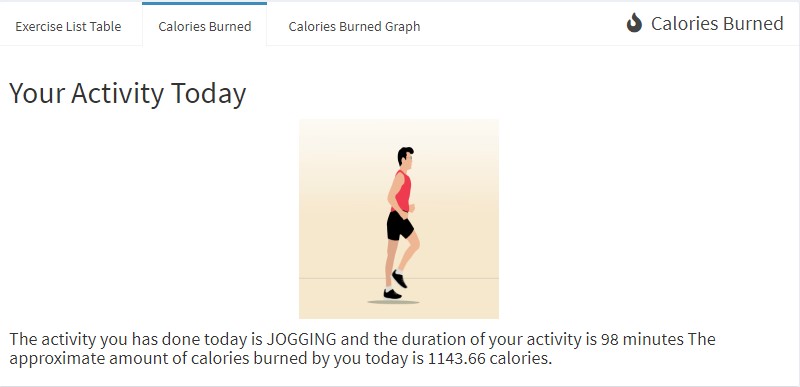 Exercise List Table
Calories Burned
Calories Burned Graph
Calories Burned
Your Activity Today
The activity you has done today is JOGGING and the duration of your activity is 98 minutes The
approximate amount of calories burned by you today is 1143.66 calories.